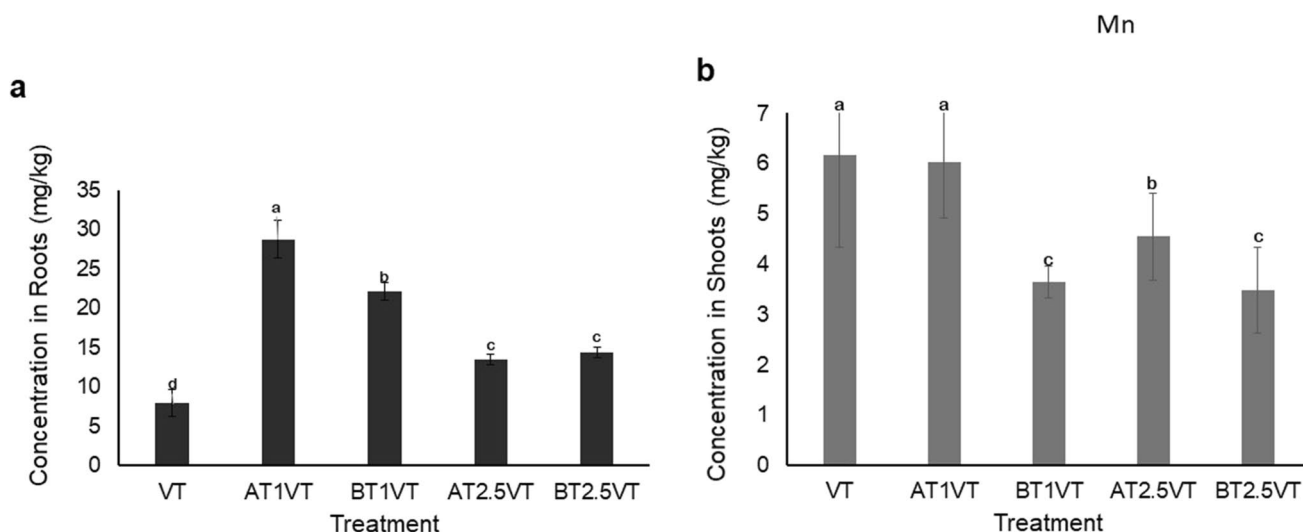 Mn
a
Concentration in Roots (mg/kg)
35
30
25
20
15
10
5
0
a
b
c
c
d
VT AT1VT BT1VT AT2.5VT BT2.5VT
Treatment
b
Concentration in Shoots (mg/kg)
7
6
5
4
3
2
1
0
a a
b
c
c
VT AT1VT BT1VT AT2.5VT BT2.5VT
Treatment